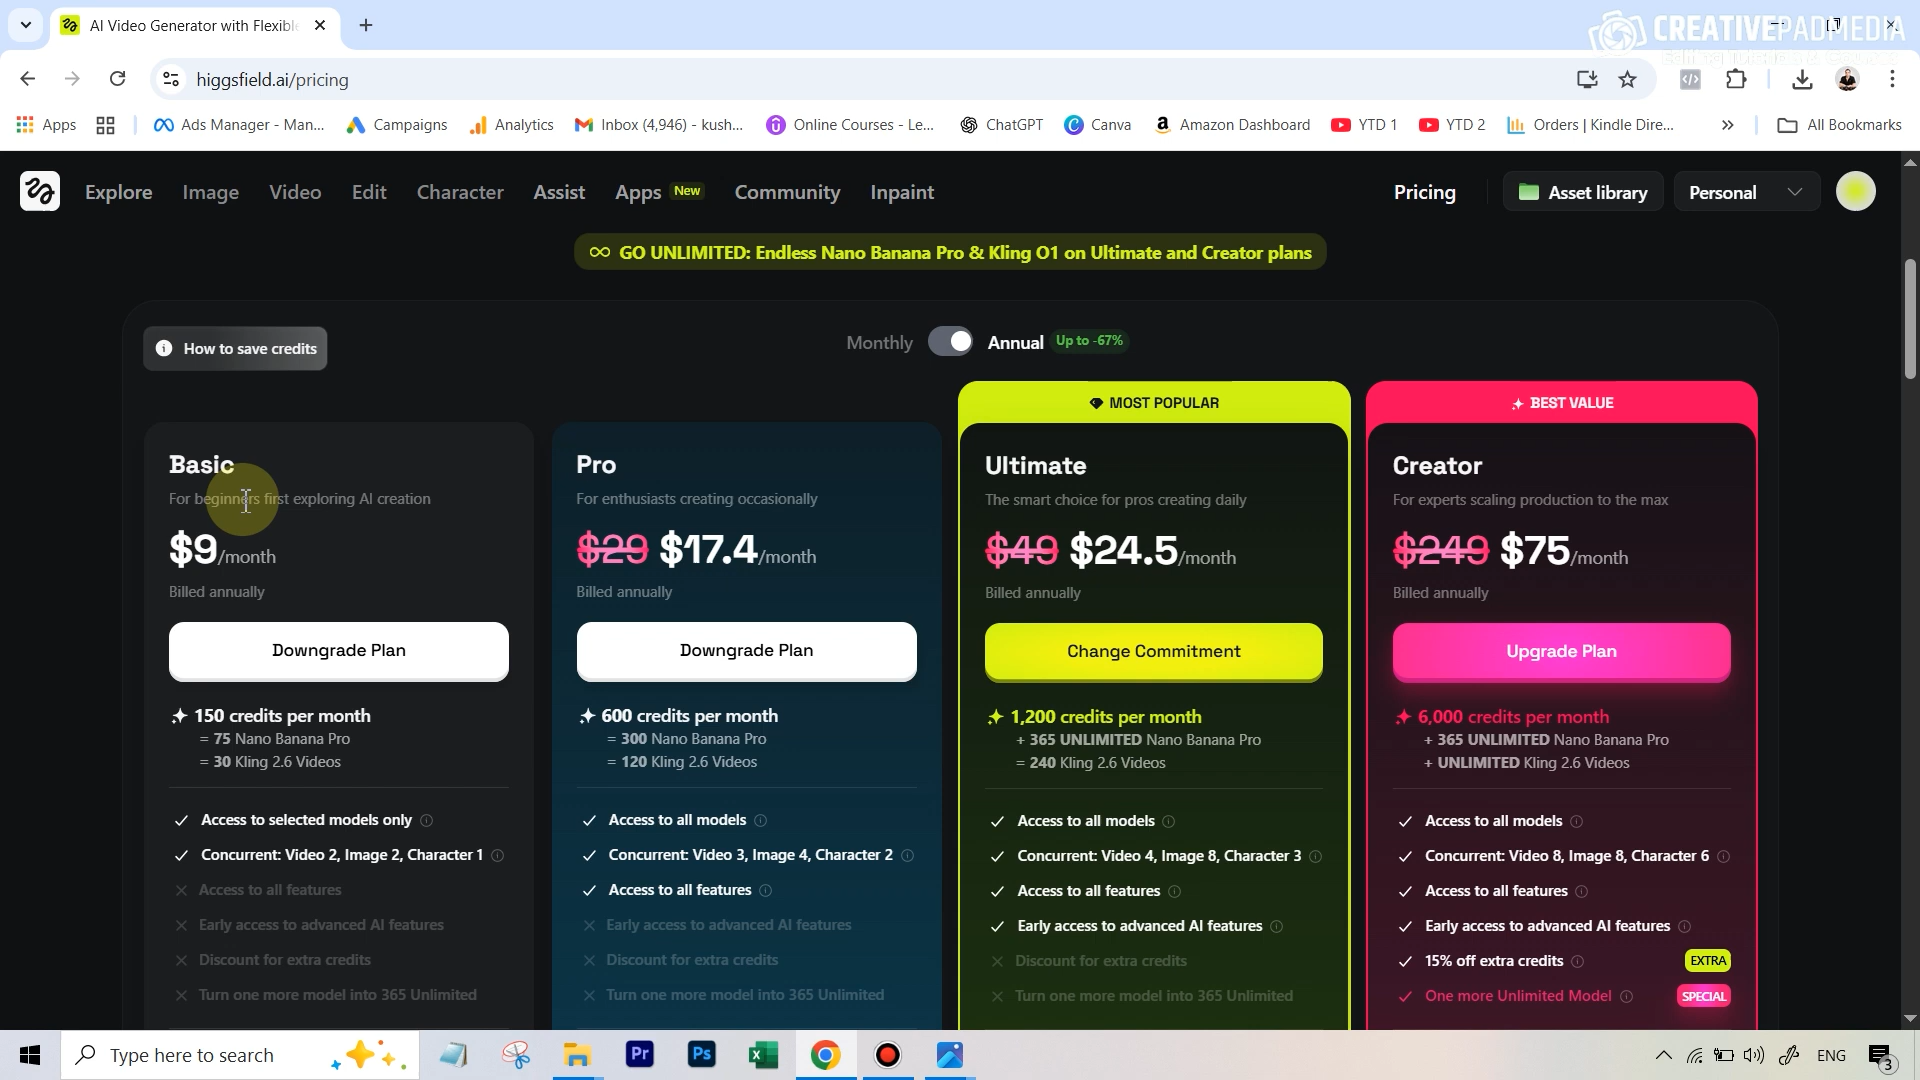 AI Video Generator with Flexible
CREATIVEPADMEDIA
higgsfield.ai/pricing
Apps
Ads Manager - Man...
Campaigns
Analytics
Inbox (4,946) - kush...
Online Courses - Le...
ChatGPT
Canva
Amazon Dashboard
YTD 1
YTD 2
Orders | Kindle Dire...
All Bookmarks
Explore
Image
Video
Edit
Character
Assist
Apps New
Community
Inpaint
Pricing
Asset library
Personal
GO UNLIMITED: Endless Nano Banana Pro & Kling O1 on Ultimate and Creator plans
How to save credits
Monthly
Annual
Up to -67%
MOST POPULAR
BEST VALUE
Basic
For beginners first exploring AI creation
$9/month
Billed annually
Downgrade Plan
150 credits per month
= 75 Nano Banana Pro
= 30 Kling 2.6 Videos
Access to selected models only
Concurrent: Video 2, Image 2, Character 1
Access to all features
Early access to advanced AI features
Discount for extra credits
Turn one more model into 365 Unlimited
Pro
For enthusiasts creating occasionally
$29 $17.4/month
Billed annually
Downgrade Plan
600 credits per month
= 300 Nano Banana Pro
= 120 Kling 2.6 Videos
Access to all models
Concurrent: Video 3, Image 4, Character 2
Access to all features
Early access to advanced AI features
Discount for extra credits
Turn one more model into 365 Unlimited
Ultimate
The smart choice for pros creating daily
$49 $24.5/month
Billed annually
Change Commitment
1,200 credits per month
+ 365 UNLIMITED Nano Banana Pro
= 240 Kling 2.6 Videos
Access to all models
Concurrent: Video 4, Image 8, Character 3
Access to all features
Early access to advanced AI features
Discount for extra credits
Turn one more model into 365 Unlimited
Creator
For experts scaling production to the max
$249 $75/month
Billed annually
Upgrade Plan
6,000 credits per month
+ 365 UNLIMITED Nano Banana Pro
+ UNLIMITED Kling 2.6 Videos
Access to all models
Concurrent: Video 8, Image 8, Character 6
Access to all features
Early access to advanced AI features
15% off extra credits EXTRA
One more Unlimited Model SPECIAL
Type here to search
Pr
Ps
ENG
3